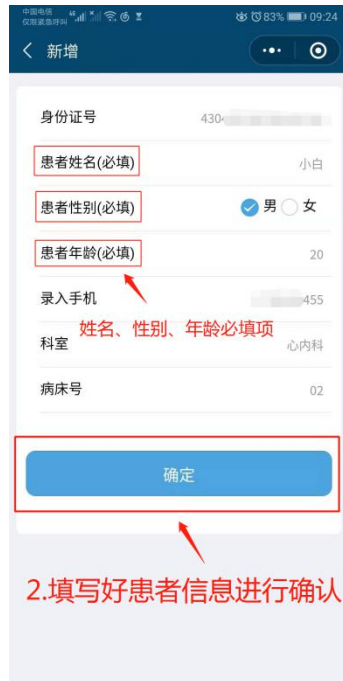 中国电信
仅限紧急呼叫 83% 09:24
新增
身份证号 430
患者姓名(必填) 小白
患者性别(必填) 男 女
患者年龄(必填) 20
录入手机 455
姓名、性别、年龄必填项
科室 心内科
病床号 02
确定
2.填写好患者信息进行确认